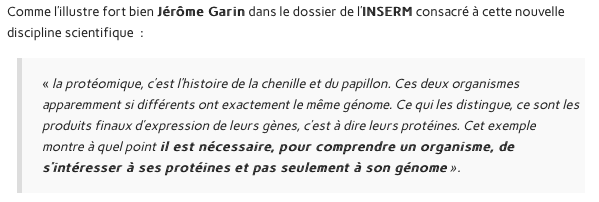 Comme l'illustre fort bien Jérôme Garin dans le dossier de l'INSERM consacré à cette nouvelle
discipline scientifique :
« la protéomique, c'est l'histoire de la chenille et du papillon. Ces deux organismes
apparemment si différents ont exactement le même génome. Ce qui les distingue, ce sont les
produits finaux d'expression de leurs gènes, c'est à dire leurs protéines. Cet exemple
montre à quel point il est nécessaire, pour comprendre un organisme, de
s'intéresser à ses protéines et pas seulement à son génome ».